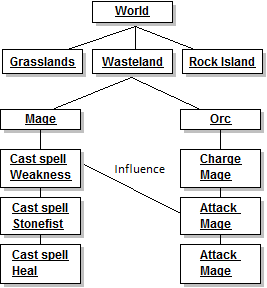 World
Grasslands
Wasteland
Rock Island
Mage
Orc
Cast spell
Weakness
Influence
Charge
Mage
Cast spell
Stonefist
Attack
Mage
Cast spell
Heal
Attack
Mage